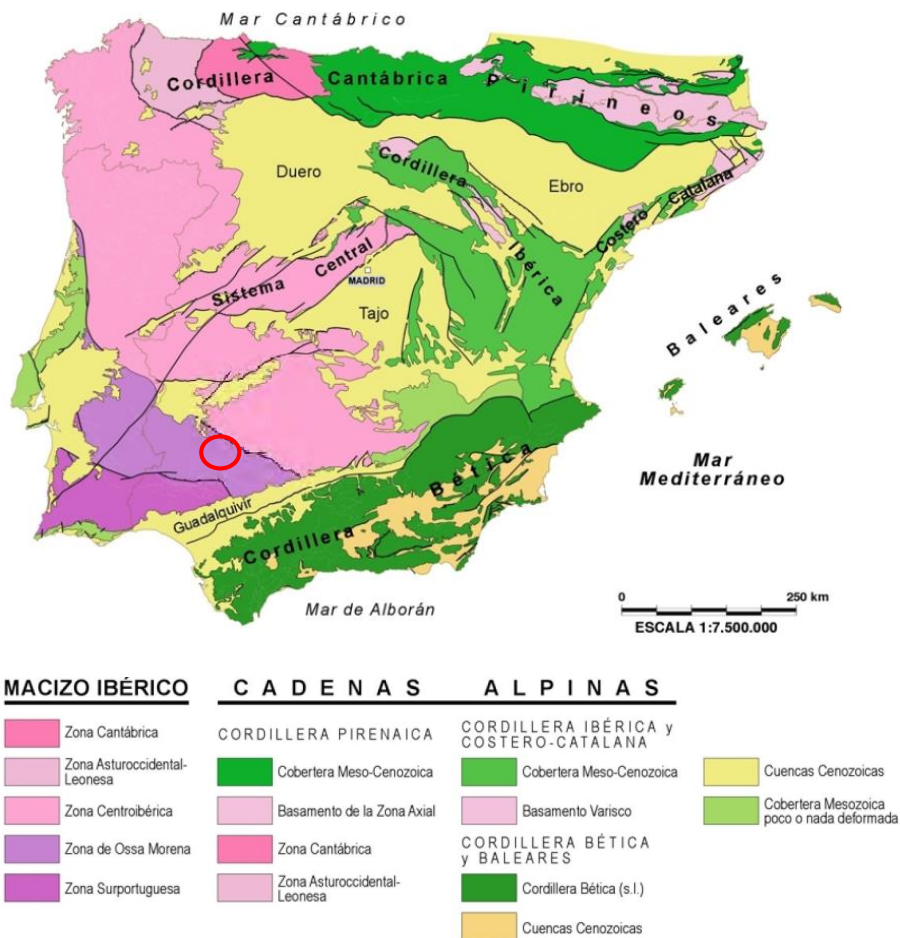 Mar Cantábrico
Cordillera Cantábrica
Pirineos
Duero
Cordillera Ibérica
Ebro
Costero Catalana
Sistema Central
MADRID
Tajo
Baleares
Mar
Mediterráneo
Guadalquivir
Cordillera Bética
Mar de Alborán
0 250 km
ESCALA 1:7.500.000
MACIZO IBÉRICO
Zona Cantábrica
Zona Asturoccidental-
Leonesa
Zona Centroibérica
Zona de Ossa Morena
Zona Surportuguesa
CADENAS ALPINAS
CORDILLERA PIRENAICA
Cobertera Meso-Cenozoica
Basamento de la Zona Axial
Zona Cantábrica
Zona Asturoccidental-
Leonesa
CORDILLERA IBÉRICA y
COSTERO-CATALANA
Cobertera Meso-Cenozoica
Basamento Varisco
CORDILLERA BÉTICA
y BALEARES
Cordillera Bética (s.l.)
Cuencas Cenozoicas
Cuencas Cenozoicas
Cobertera Mesozoica
poco o nada deformada